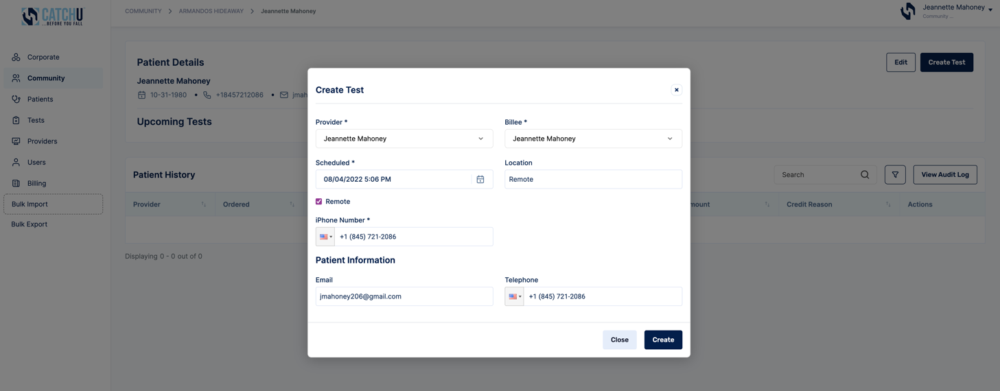 CATCHU
...BEFORE YOU FALL
COMMUNITY > ARMANDOS HIDEAWAY > Jeannette Mahoney
Jeannette Mahoney
Community ...
Corporate
Community
Patients
Tests
Providers
Users
Billing
Bulk Import
Bulk Export
Patient Details
Edit
Create Test
Jeannette Mahoney
10-31-1980 • +18457212086 • jmah
Upcoming Tests
Patient History
Search
View Audit Log
Provider
Ordered
mount
Credit Reason
Actions
Displaying 0 - 0 out of 0
Create Test
Provider *
Billee *
Jeannette Mahoney
Jeannette Mahoney
Scheduled *
Location
08/04/2022 5:06 PM
Remote
Remote
iPhone Number *
+1 (845) 721-2086
Patient Information
Email
Telephone
jmahoney206@gmail.com
+1 (845) 721-2086
Close
Create